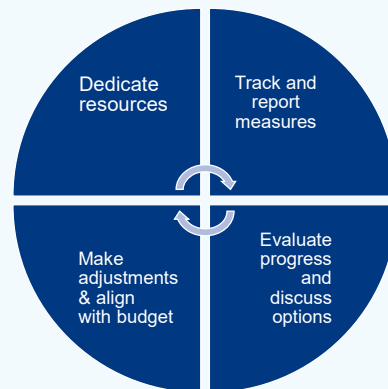 Dedicate
resources
Track and
report
measures
Evaluate
progress
and
discuss
options
Make
adjustments
& align
with budget